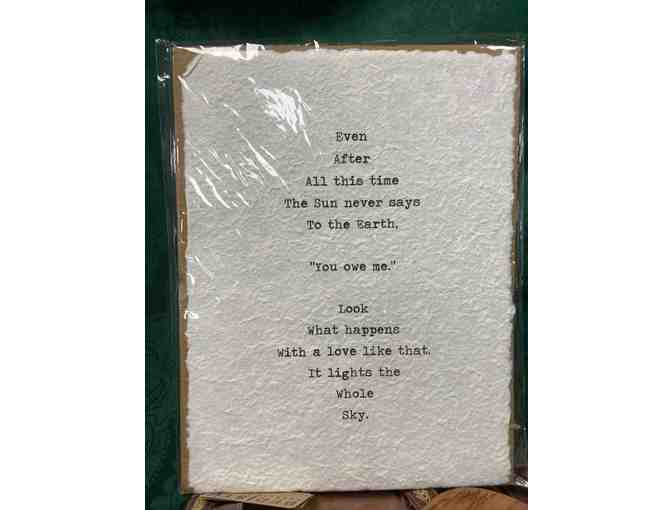 Even
After
All this time
The Sun never says
To the Earth,
"You owe me."
Look
What happens
With a love like that.
It lights the
Whole
Sky.